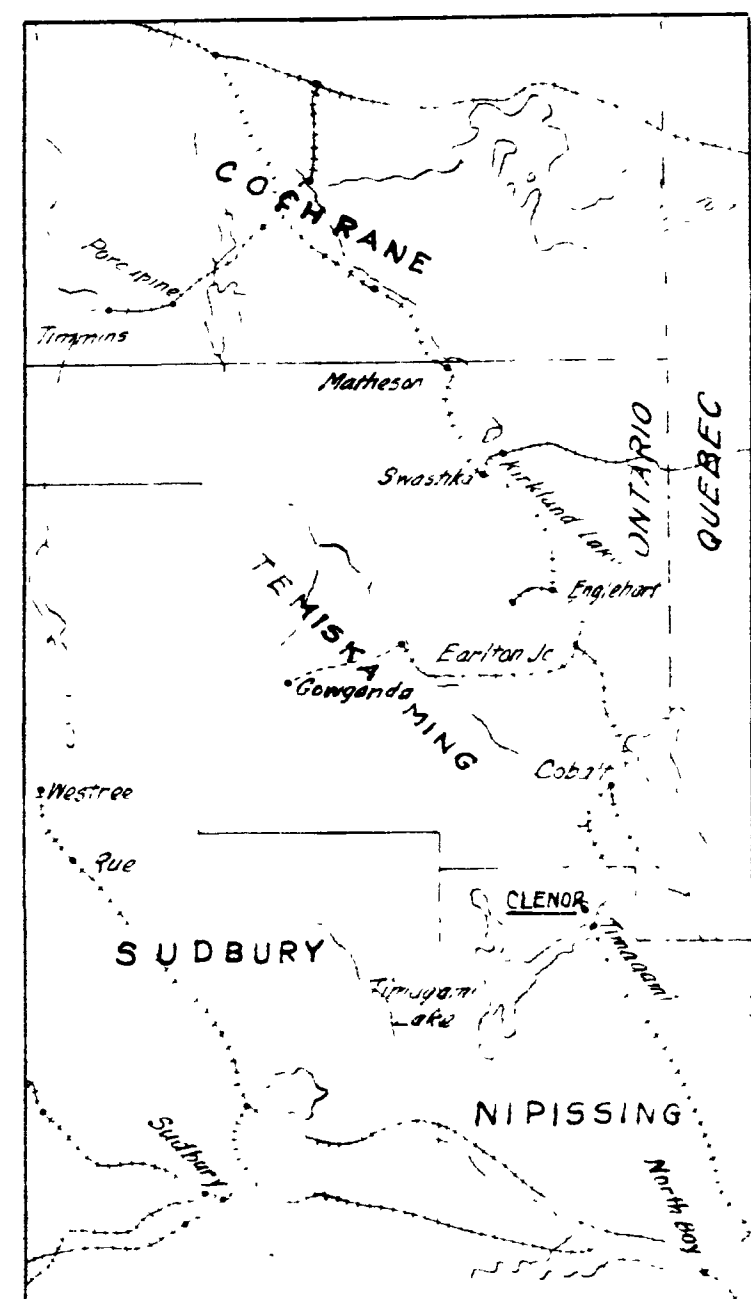 COCHRANE
Porcupine
Timmins
Matheson
ONTARIO
QUEBEC
Swastika
Kirkland Lake
TEMISKAMING
Englehart
Earlton Jc
Gowganda
Cobalt
Westree
Rue
CLENOR
Timagami
SUDBURY
Timagami
Lake
NIPISSING
Sudbury
North Bay